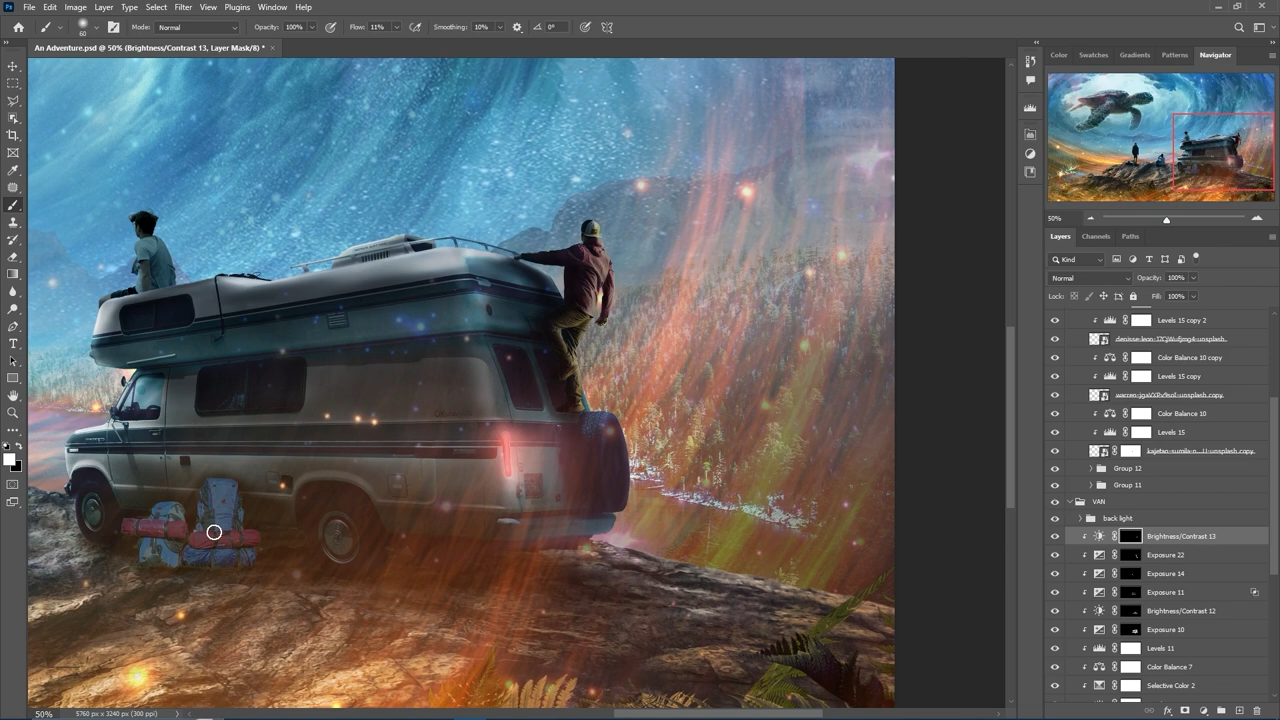 File Edit Image Layer Type Select Filter View Plugins Window Help
60 Mode: Normal Opacity: 100% Flow: 11% Smoothing: 10% 0°
An Adventure.psd @ 50% (Brightness/Contrast 13, Layer Mask/8) *
Color Swatches Gradients Patterns Navigator
50%
Layers Channels Paths
Kind
Normal Opacity: 100%
Lock: Fill: 100%
Levels 15 copy 2
Color Balance 10 copy
Levels 15 copy
Color Balance 10
Levels 15
Group 12
Group 11
VAN
back light
Brightness/Contrast 13
Exposure 22
Exposure 14
Exposure 11
Brightness/Contrast 12
Exposure 10
Levels 11
Color Balance 7
Selective Color 2
50% 5760 px x 3240 px (300 ppi)